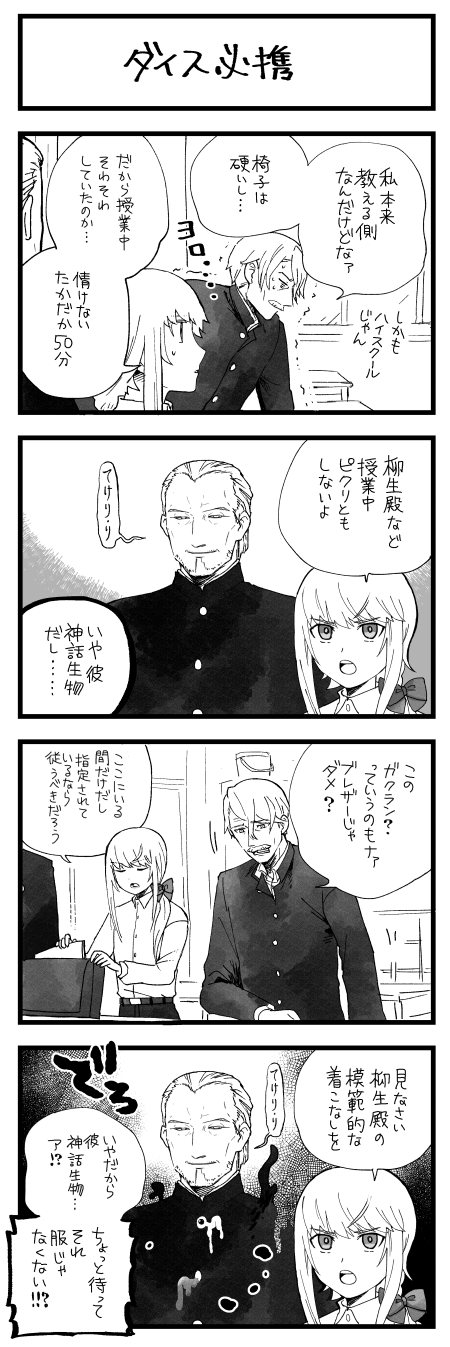 ダイス必携
私本来
教える側
なんだけどなァ
しかも
ハイスクール
じゃん
椅子は
硬いし…
ヨロ……
だから授業中
そわそわ
していたのか…
情けない
たかだか
50分
柳生殿など
授業中
ピクリとも
しないよ
てけり・り
いや彼
神話生物
だし……
この
ガクラン?
っていうのもナァ
ブレザーじゃ
ダメ?
ここにいる
間だけだし
指定されて
いるなら
従うべきだろう
見なさい
柳生殿の
模範的な
着こなしを
てけりり
でろ
いやだから
彼
神話生物…
ア!?
ちょっと待って
それ
服じゃ
なくない!!?